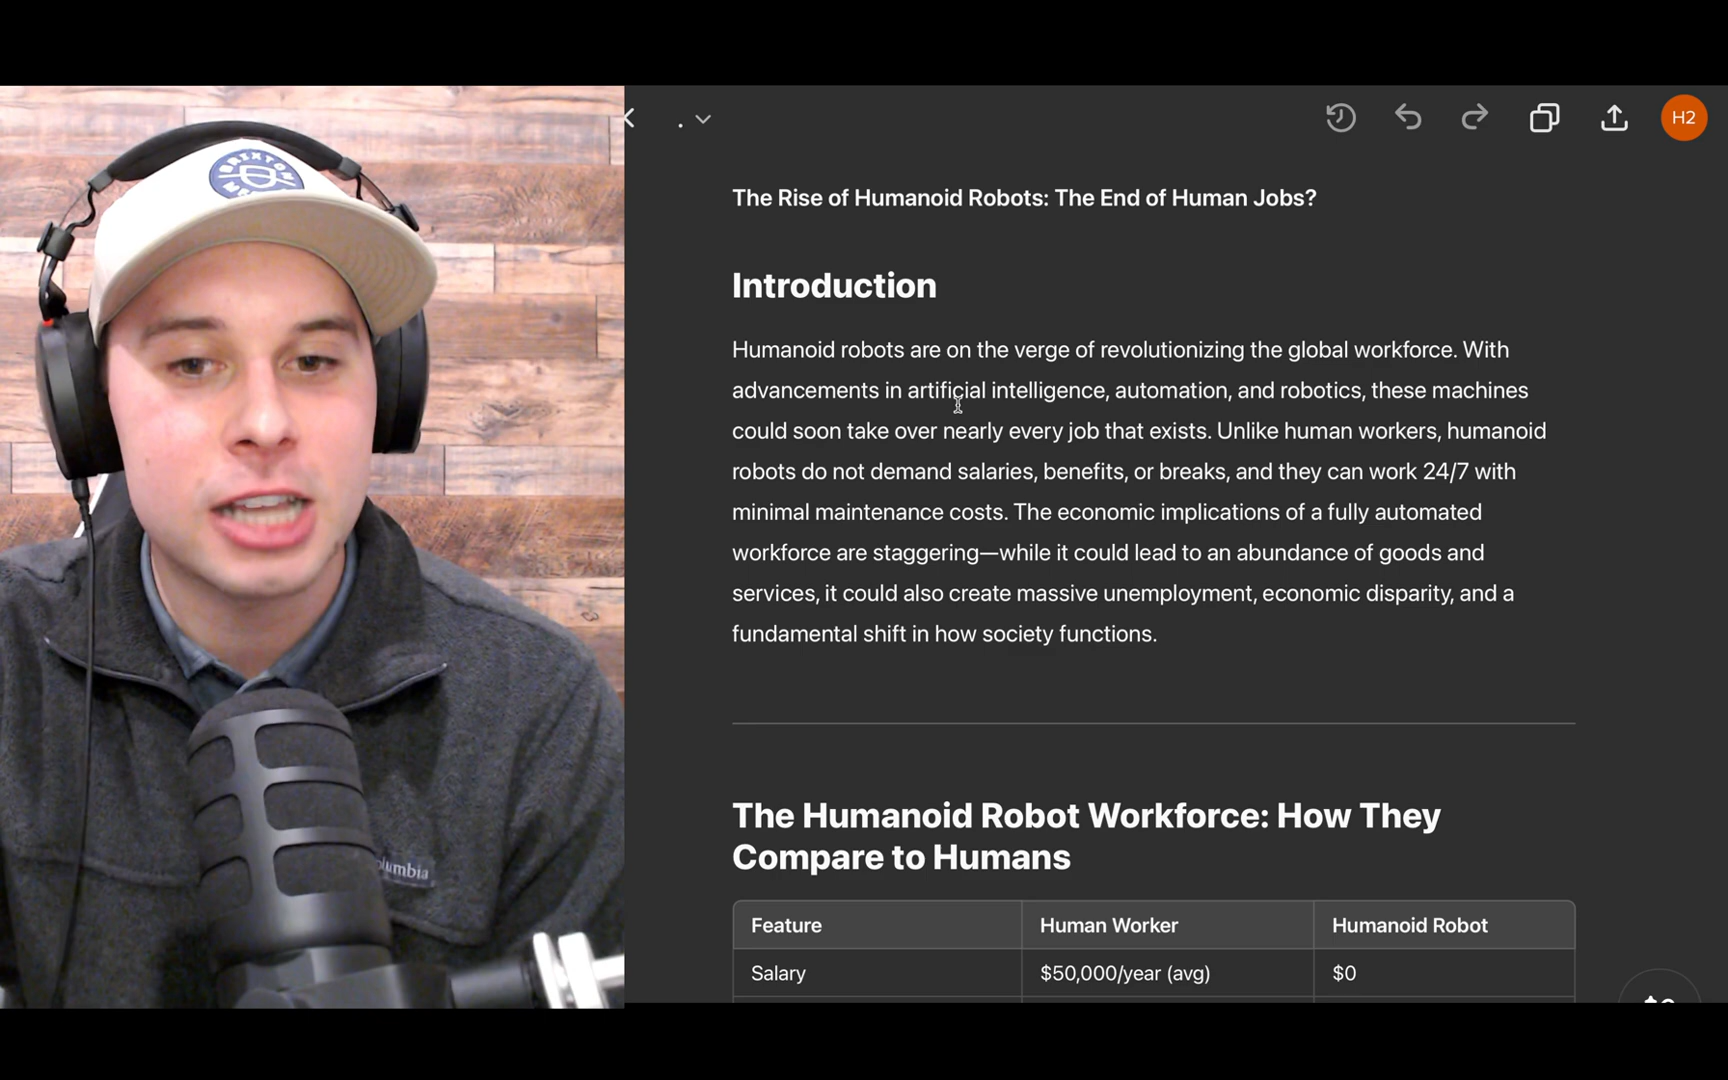 BRIXTON
Columbia
H2
The Rise of Humanoid Robots: The End of Human Jobs?
Introduction
Humanoid robots are on the verge of revolutionizing the global workforce. With
advancements in artificial intelligence, automation, and robotics, these machines
could soon take over nearly every job that exists. Unlike human workers, humanoid
robots do not demand salaries, benefits, or breaks, and they can work 24/7 with
minimal maintenance costs. The economic implications of a fully automated
workforce are staggering—while it could lead to an abundance of goods and
services, it could also create massive unemployment, economic disparity, and a
fundamental shift in how society functions.
The Humanoid Robot Workforce: How They
Compare to Humans
Feature Human Worker Humanoid Robot
Salary $50,000/year (avg) $0